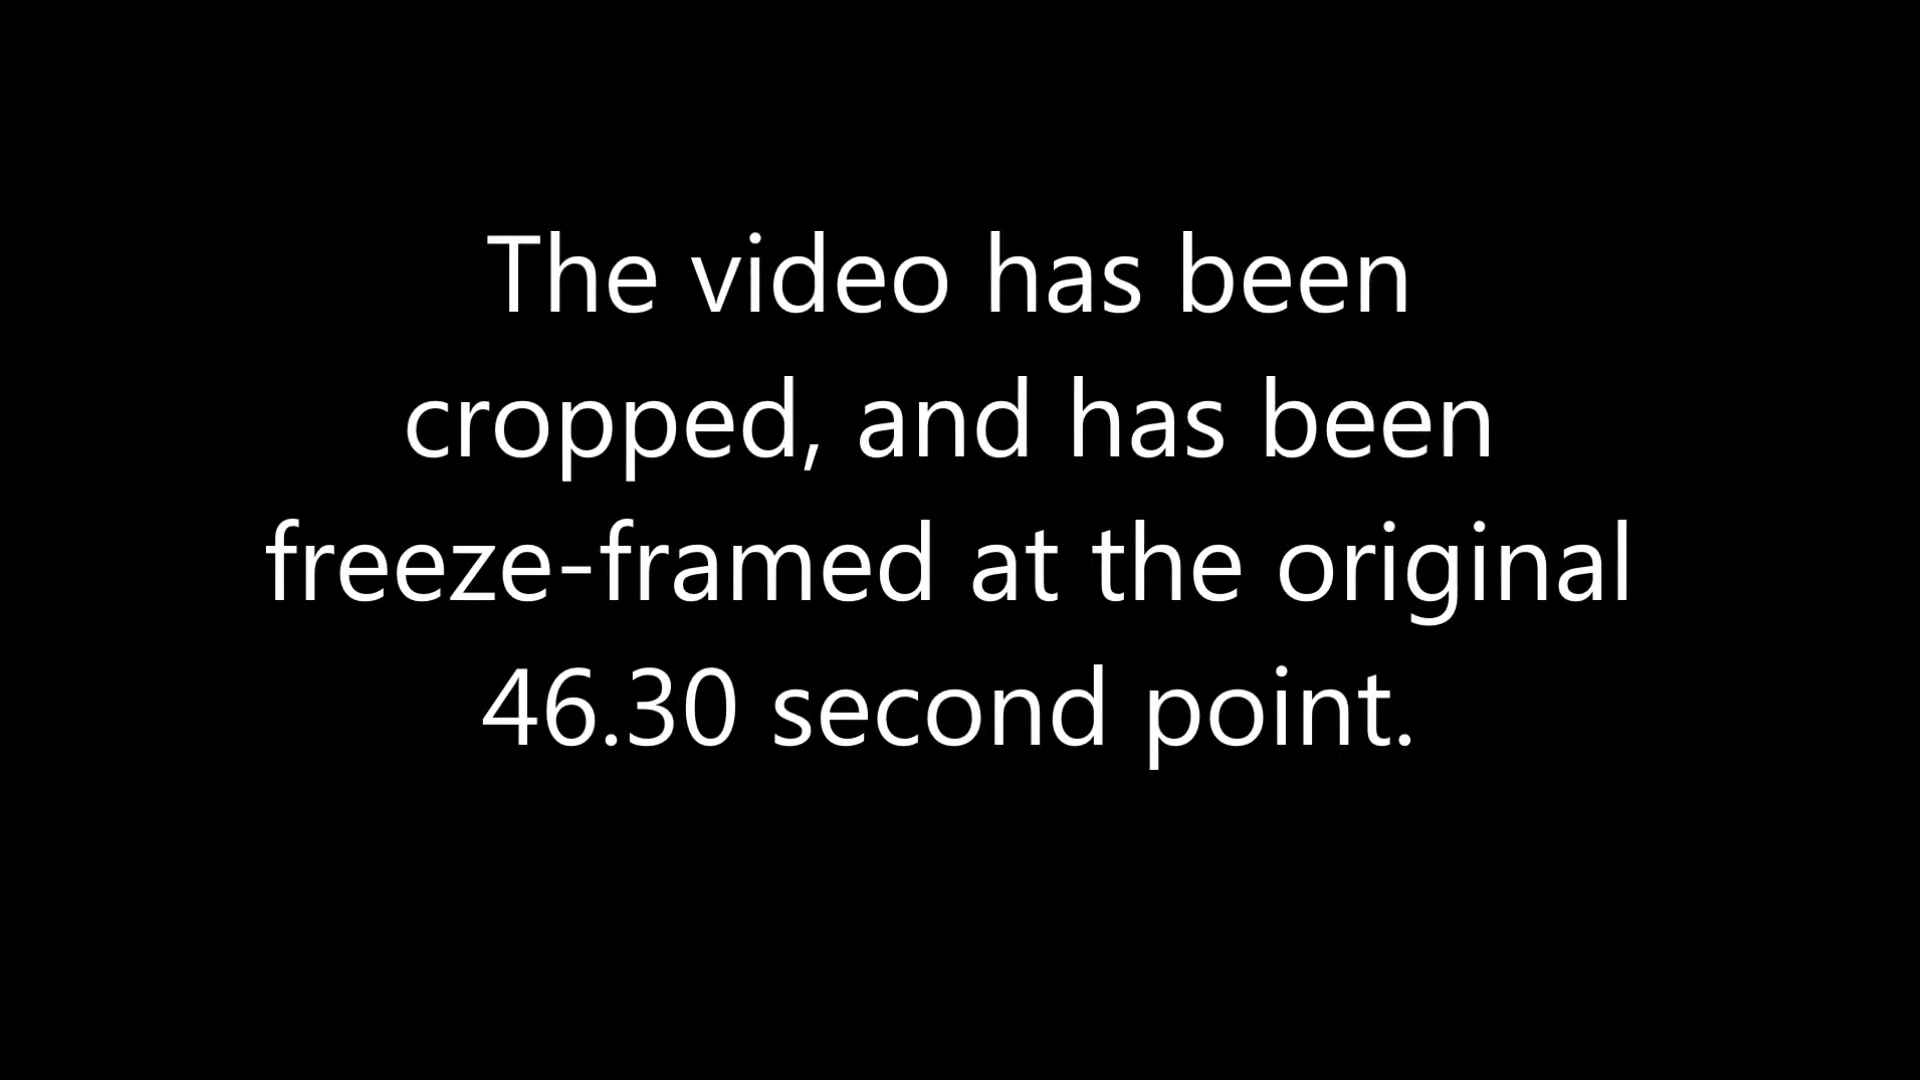 The video has been
cropped, and has been
freeze-framed at the original
46.30 second point.